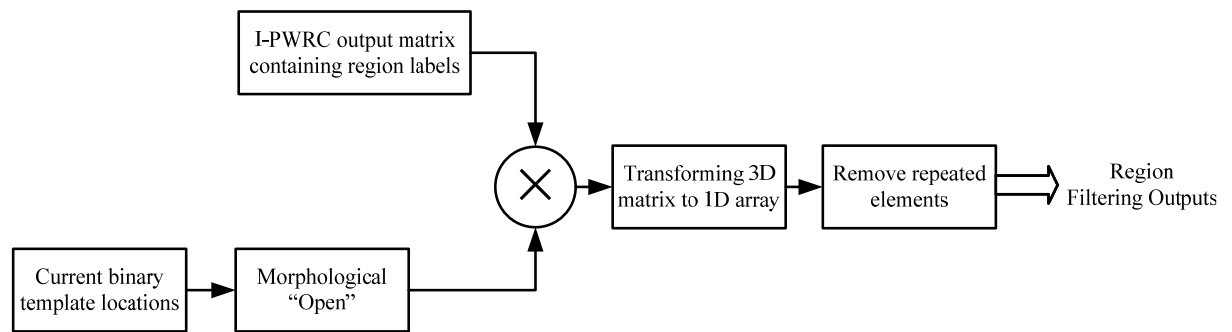 I-PWRC output matrix
containing region labels
Transforming 3D
matrix to 1D array
Remove repeated
elements
Region
Filtering Outputs
Current binary
template locations
Morphological
“Open”